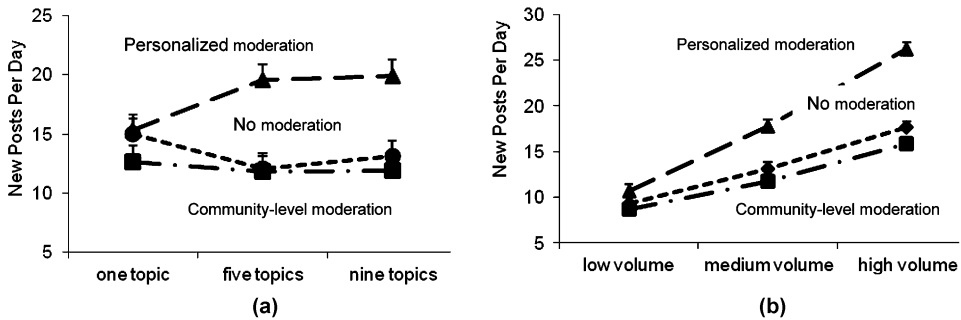 New Posts Per Day
25
20
15
10
5
Personalized moderation
No moderation
Community-level moderation
one topic five topics nine topics
(a)
New Posts Per Day
30
25
20
15
10
5
Personalized moderation
No moderation
Community-level moderation
low volume medium volume high volume
(b)